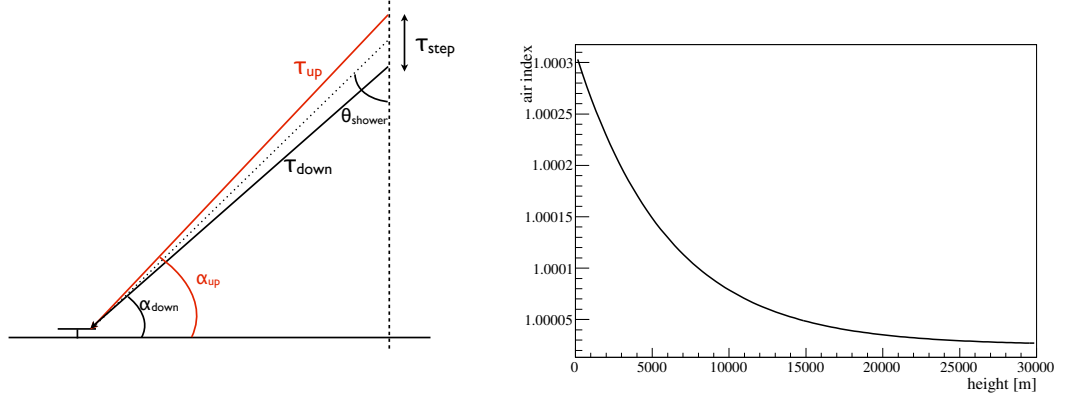 τstep
τup
θshower
τdown
αup
αdown
air index
1.0003
1.00025
1.0002
1.00015
1.0001
1.00005
0 5000 10000 15000 20000 25000 30000
height [m]